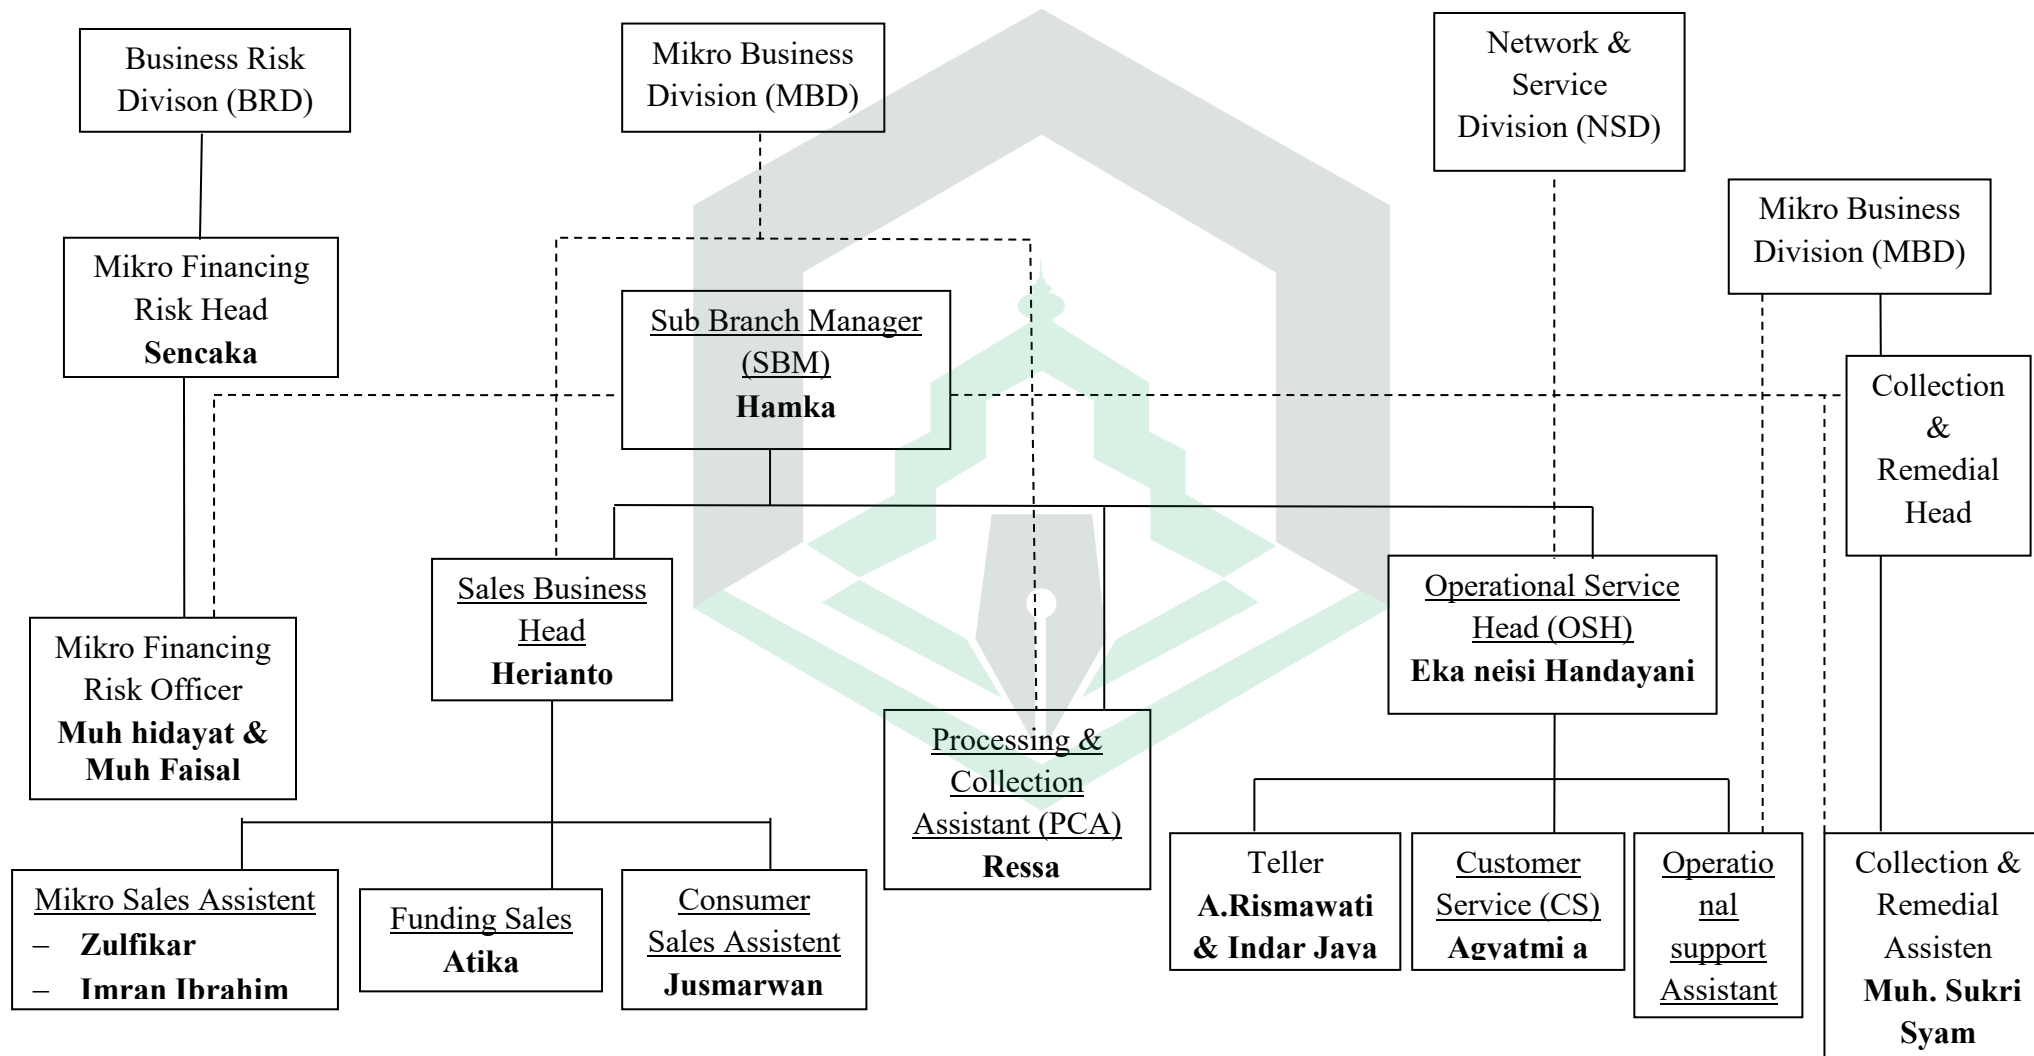 Business Risk
Divison (BRD)
Mikro Business
Division (MBD)
Network &
Service
Division (NSD)
Mikro Business
Division (MBD)
Mikro Financing
Risk Head
Sencaka
Sub Branch Manager
(SBM)
Hamka
Collection
&
Remedial
Head
Mikro Financing
Risk Officer
Muh hidayat &
Muh Faisal
Sales Business
Head
Herianto
Processing &
Collection
Assistant (PCA)
Ressa
Operational Service
Head (OSH)
Eka neisi Handayani
Mikro Sales Assistent
– Zulfikar
– Imran Ibrahim
Funding Sales
Atika
Consumer
Sales Assistent
Jusmarwan
Teller
A.Rismawati
& Indar Jaya
Customer
Service (CS)
Agyatmi a
Operatio
nal
support
Assistant
Collection &
Remedial
Assisten
Muh. Sukri
Syam